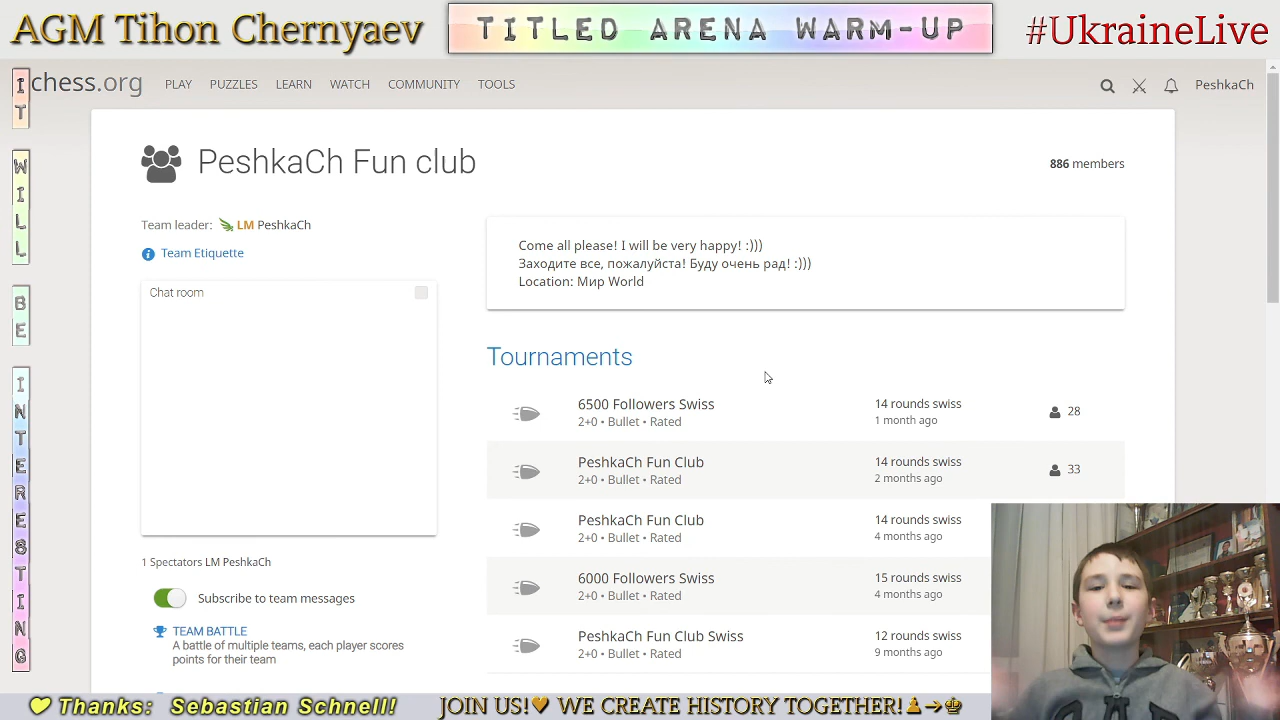 AGM Tihon Chernyaev
TITLED ARENA WARM-UP
#UkraineLive
IT WILL BE INTERESTING
chess.org
PLAY PUZZLES LEARN WATCH COMMUNITY TOOLS
PeshkaCh
PeshkaCh Fun club
886 members
Team leader: LM PeshkaCh
Team Etiquette
Chat room
Come all please! I will be very happy! :)))
Заходите все, пожалуйста! Буду очень рад! :)))
Location: Мир World
Tournaments
6500 Followers Swiss 14 rounds swiss 28
2+0 • Bullet • Rated 1 month ago
PeshkaCh Fun Club 14 rounds swiss 33
2+0 • Bullet • Rated 2 months ago
PeshkaCh Fun Club 14 rounds swiss
2+0 • Bullet • Rated 4 months ago
6000 Followers Swiss 15 rounds swiss
2+0 • Bullet • Rated 4 months ago
PeshkaCh Fun Club Swiss 12 rounds swiss
2+0 • Bullet • Rated 9 months ago
1 Spectators LM PeshkaCh
Subscribe to team messages
TEAM BATTLE
A battle of multiple teams, each player scores
points for their team
Thanks: Sebastian Schnell!
JOIN US!🧡 WE CREATE HISTORY TOGETHER!♟→♚